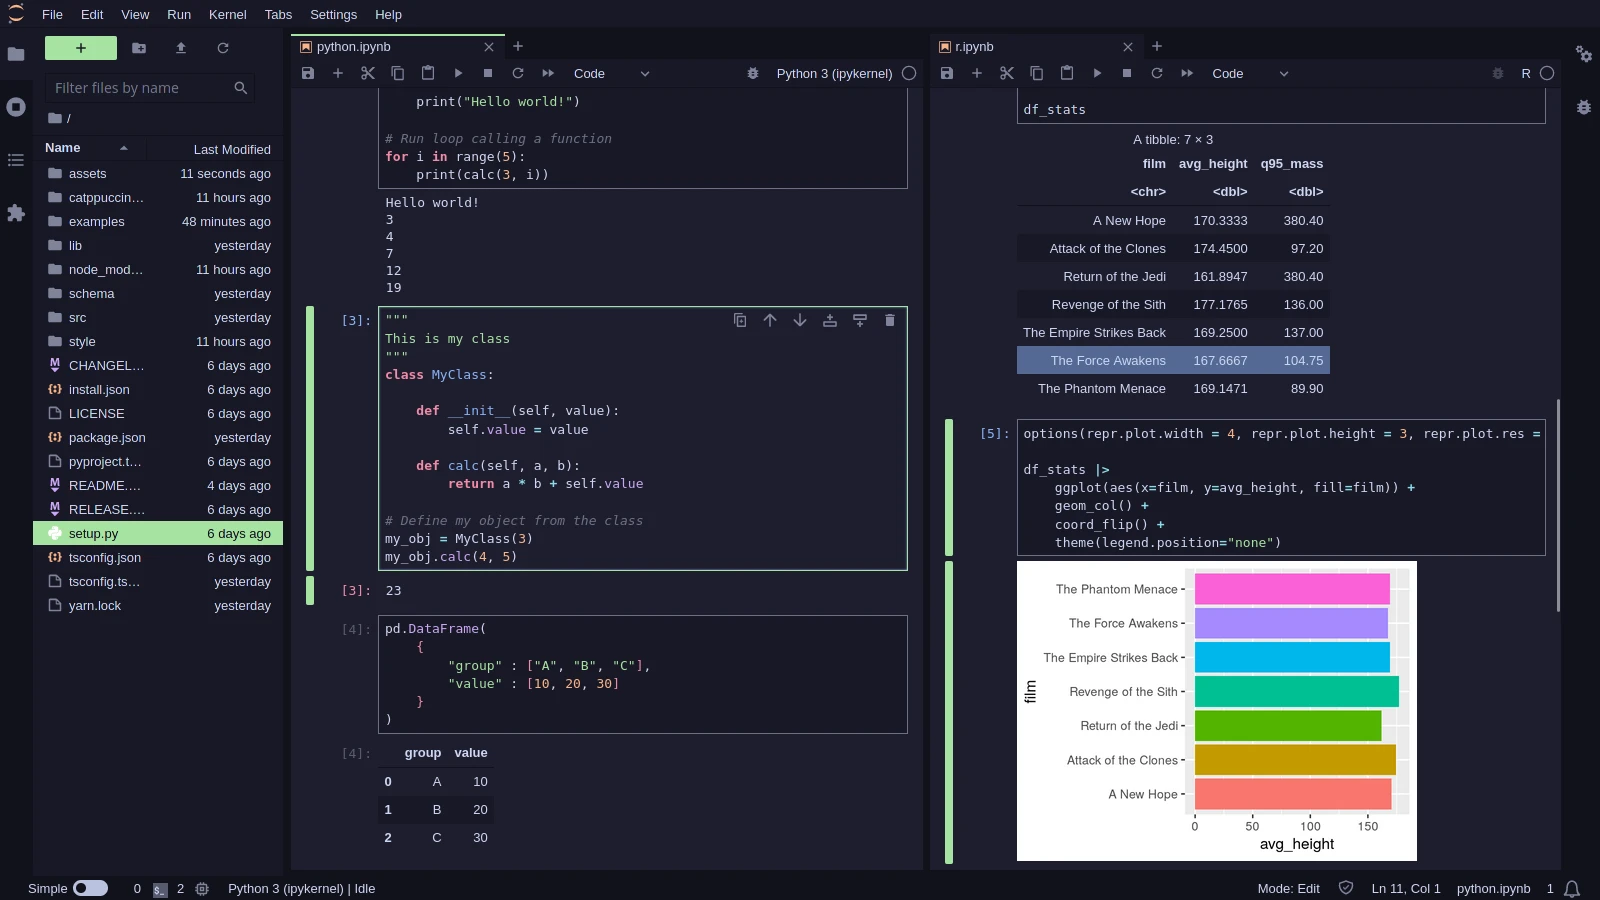 File Edit View Run Kernel Tabs Settings Help
Filter files by name
/
Name Last Modified
assets 11 seconds ago
catppuccin… 11 hours ago
examples 48 minutes ago
lib yesterday
node_mod… 11 hours ago
schema yesterday
src yesterday
style 11 hours ago
CHANGEL… 6 days ago
install.json 6 days ago
LICENSE 6 days ago
package.json yesterday
pyproject.t… 6 days ago
README.… 4 days ago
RELEASE.… 6 days ago
setup.py 6 days ago
tsconfig.json 6 days ago
tsconfig.ts… yesterday
yarn.lock yesterday
python.ipynb
Code Python 3 (ipykernel)
print("Hello world!")
# Run loop calling a function
for i in range(5):
print(calc(3, i))
Hello world!
3
4
7
12
19
[3]: """
This is my class
"""
class MyClass:
def __init__(self, value):
self.value = value
def calc(self, a, b):
return a * b + self.value
# Define my object from the class
my_obj = MyClass(3)
my_obj.calc(4, 5)
[3]: 23
[4]: pd.DataFrame(
{
"group" : ["A", "B", "C"],
"value" : [10, 20, 30]
}
)
[4]: group value
0 A 10
1 B 20
2 C 30
r.ipynb
Code R
df_stats
A tibble: 7 × 3
film avg_height q95_mass
<chr> <dbl> <dbl>
A New Hope 170.3333 380.40
Attack of the Clones 174.4500 97.20
Return of the Jedi 161.8947 380.40
Revenge of the Sith 177.1765 136.00
The Empire Strikes Back 169.2500 137.00
The Force Awakens 167.6667 104.75
The Phantom Menace 169.1471 89.90
[5]: options(repr.plot.width = 4, repr.plot.height = 3, repr.plot.res =
df_stats |>
ggplot(aes(x=film, y=avg_height, fill=film)) +
geom_col() +
coord_flip() +
theme(legend.position="none")
film
The Phantom Menace
The Force Awakens
The Empire Strikes Back
Revenge of the Sith
Return of the Jedi
Attack of the Clones
A New Hope
0 50 100 150
avg_height
Simple 0 $_ 2 Python 3 (ipykernel) | Idle Mode: Edit Ln 11, Col 1 python.ipynb 1